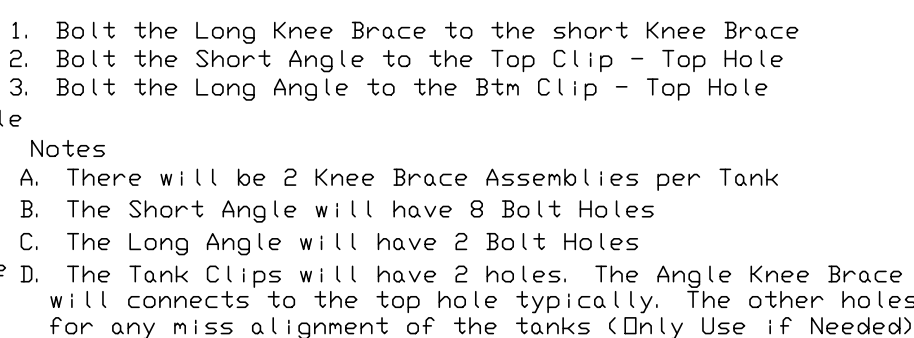 1. Bolt the Long Knee Brace to the short Knee Brace
2. Bolt the Short Angle to the Top Clip - Top Hole
3. Bolt the Long Angle to the Btm Clip - Top Hole
le
Notes
A. There will be 2 Knee Brace Assemblies per Tank
B. The Short Angle will have 8 Bolt Holes
C. The Long Angle will have 2 Bolt Holes
D. The Tank Clips will have 2 holes. The Angle Knee Brace
will connects to the top hole typically. The other holes
for any miss alignment of the tanks (Only Use if Needed)